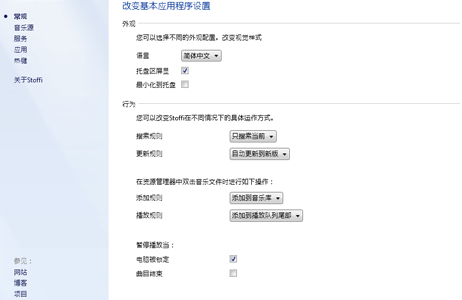 常规
音乐源
服务
应用
热键
关于Stoffi
参见：
网站
博客
项目
改变基本应用程序设置
外观
您可以选择不同的外观配置。改变视觉样式
语言 简体中文
托盘区屏显
最小化到托盘
行为
您可以改变Stoffi在不同情况下的具体运作方式。
搜索规则 只搜索当前
更新规则 自动更新到新版
在资源管理器中双击音乐文件时进行如下操作：
添加规则 添加到音乐库
播放规则 添加到播放队列尾部
暂停播放当：
电脑被锁定
曲目结束